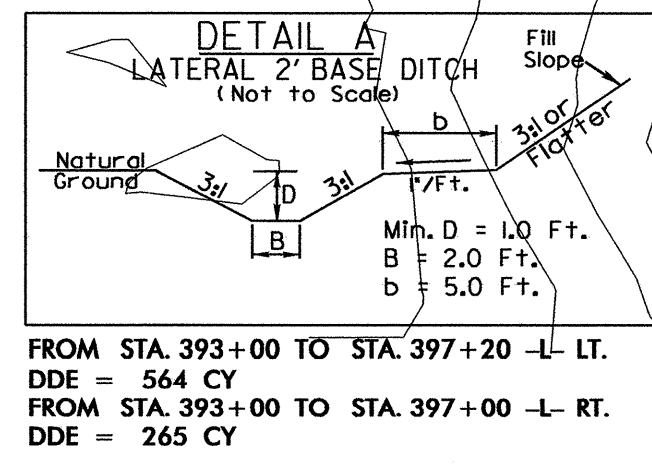 DETAIL A
LATERAL 2' BASE DITCH
(Not to Scale)
Fill
Slope
b
3:1 or
Flatter
Natural
Ground
3:1
D
3:1
1"/Ft.
B
Min. D = 1.0 Ft.
B = 2.0 Ft.
b = 5.0 Ft.
FROM STA. 393+00 TO STA. 397+20 -L- LT.
DDE = 564 CY
FROM STA. 393+00 TO STA. 397+00 -L- RT.
DDE = 265 CY